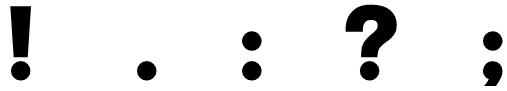 ! . : ? ;